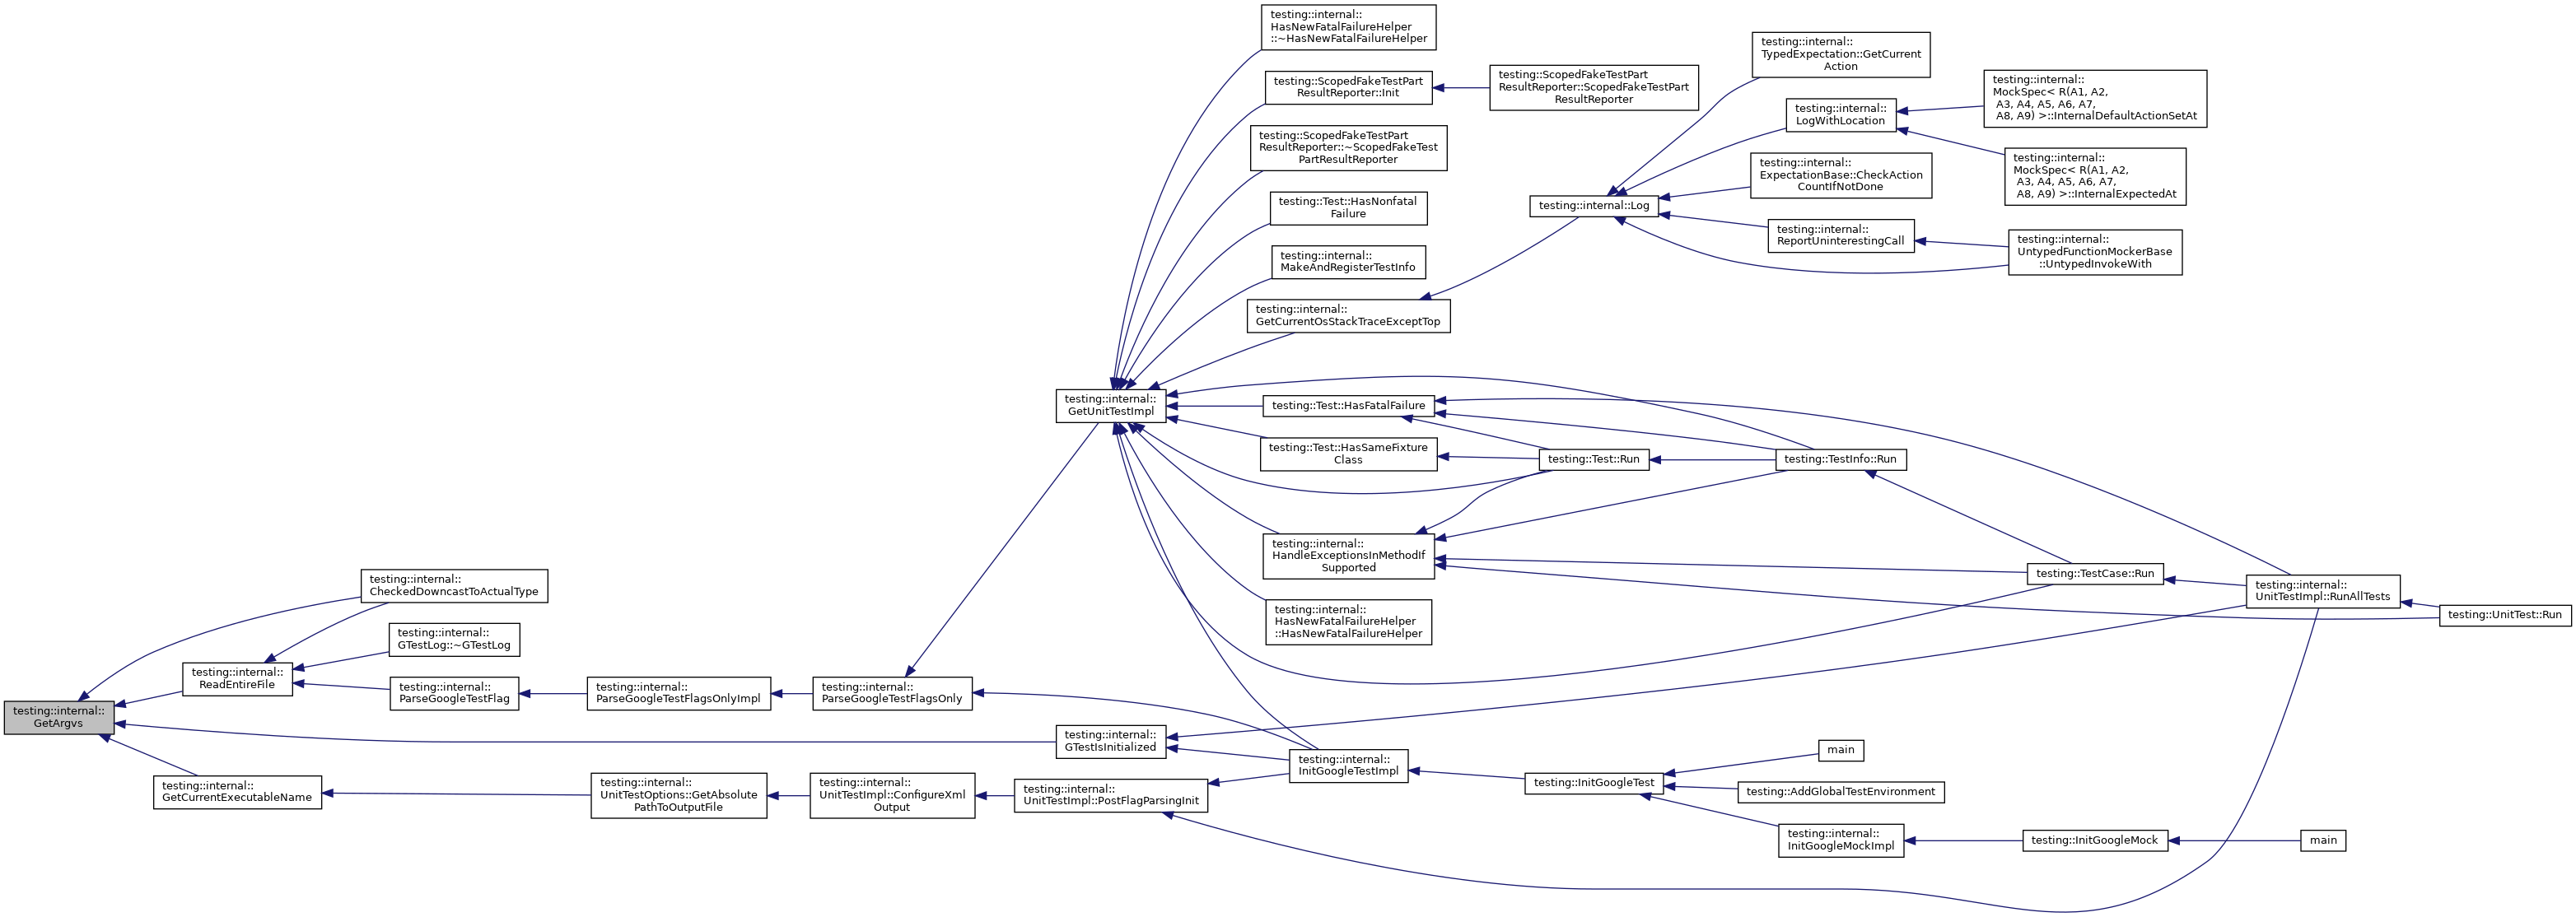 testing::internal::
HasNewFatalFailureHelper
::~HasNewFatalFailureHelper
testing::ScopedFakeTestPart
ResultReporter::Init
testing::ScopedFakeTestPart
ResultReporter::ScopedFakeTestPart
ResultReporter
testing::ScopedFakeTestPart
ResultReporter::~ScopedFakeTest
PartResultReporter
testing::Test::HasNonfatal
Failure
testing::internal::
MakeAndRegisterTestInfo
testing::internal::
GetCurrentOsStackTraceExceptTop
testing::internal::Log
testing::internal::
TypedExpectation::GetCurrent
Action
testing::internal::
LogWithLocation
testing::internal::
MockSpec< R(A1, A2,
A3, A4, A5, A6, A7,
A8, A9) >::InternalDefaultActionSetAt
testing::internal::
MockSpec< R(A1, A2,
A3, A4, A5, A6, A7,
A8, A9) >::InternalExpectedAt
testing::internal::
ExpectationBase::CheckAction
CountIfNotDone
testing::internal::
ReportUninterestingCall
testing::internal::
UntypedFunctionMockerBase
::UntypedInvokeWith
testing::internal::
GetUnitTestImpl
testing::Test::HasFatalFailure
testing::Test::HasSameFixture
Class
testing::Test::Run
testing::TestInfo::Run
testing::internal::
HandleExceptionsInMethodIf
Supported
testing::TestCase::Run
testing::internal::
UnitTestImpl::RunAllTests
testing::UnitTest::Run
testing::internal::
HasNewFatalFailureHelper
::HasNewFatalFailureHelper
testing::internal::
CheckedDowncastToActualType
testing::internal::
GTestLog::~GTestLog
testing::internal::
ReadEntireFile
testing::internal::
ParseGoogleTestFlag
testing::internal::
ParseGoogleTestFlagsOnlyImpl
testing::internal::
ParseGoogleTestFlagsOnly
testing::internal::
GetArgvs
testing::internal::
GTestIsInitialized
testing::internal::
InitGoogleTestImpl
testing::internal::
GetCurrentExecutableName
testing::internal::
UnitTestOptions::GetAbsolute
PathToOutputFile
testing::internal::
UnitTestImpl::ConfigureXml
Output
testing::internal::
UnitTestImpl::PostFlagParsingInit
testing::InitGoogleTest
main
testing::AddGlobalTestEnvironment
testing::internal::
InitGoogleMockImpl
testing::InitGoogleMock
main